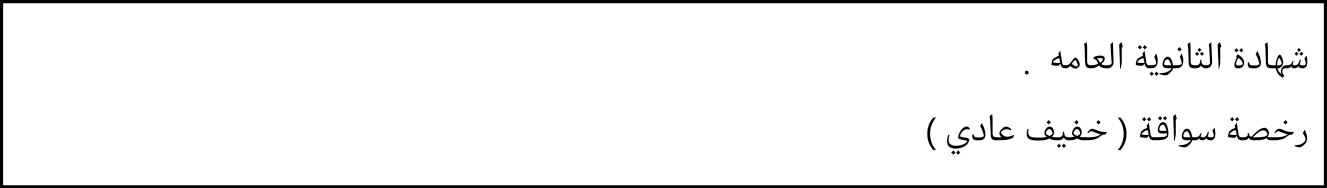 شهادة الثانوية العامه .
رخصة سواقة ( خفيف عادي )